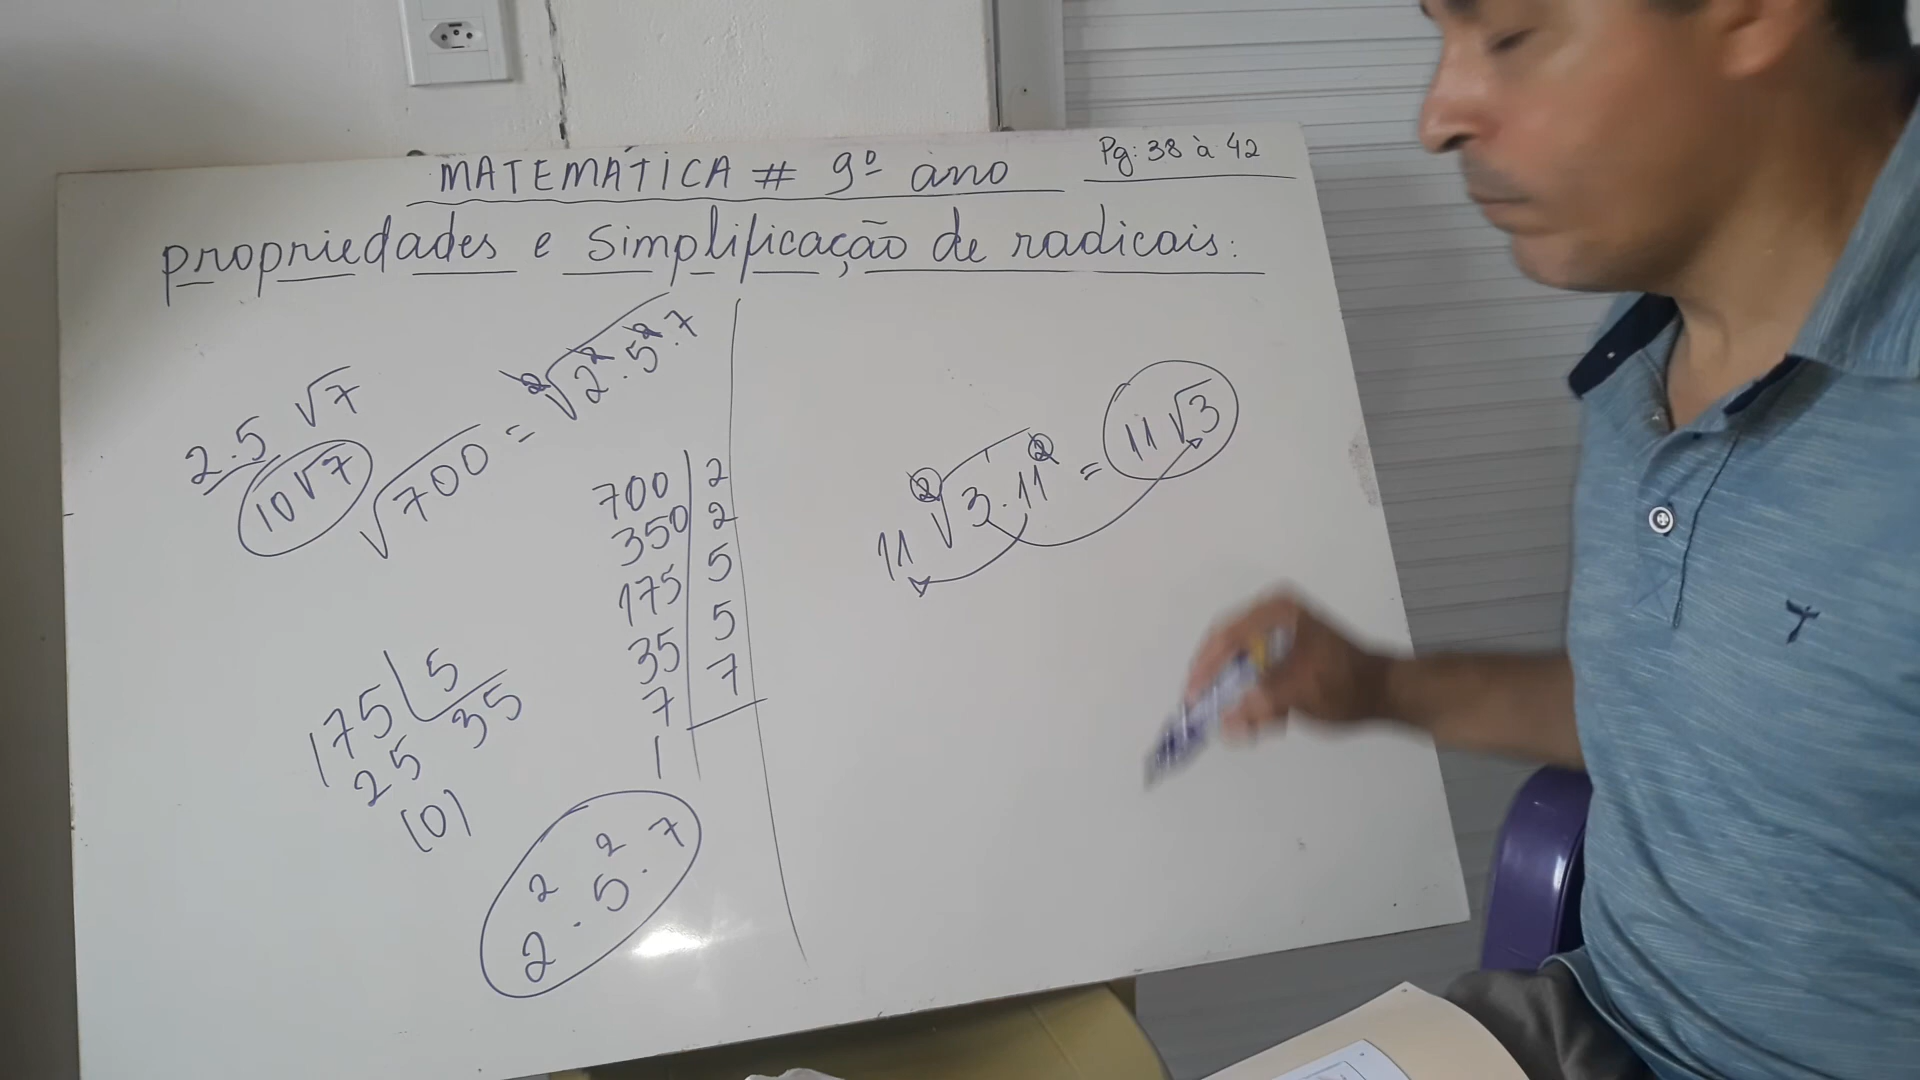 MATEMÁTICA # 9º ano
Pg: 38 à 42
propriedades e Simplificação de radicais:
2.5 √7
10√7
√700 = ²√2².5².7
700 | 2
350 | 2
175 | 5
35 | 5
7 | 7
1
175 | 5
25 35
(0)
2².5².7
11 ²√3.11² = 11√3